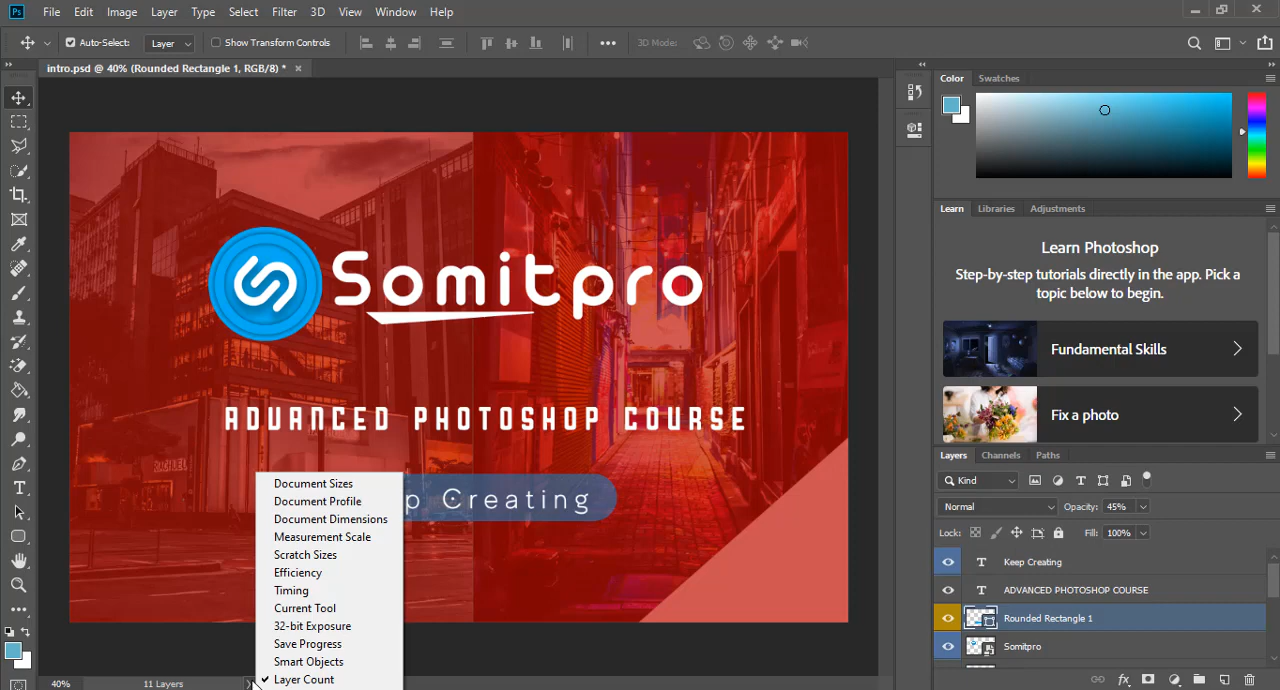 Ps File Edit Image Layer Type Select Filter 3D View Window Help
Auto-Select: Layer Show Transform Controls 3D Mode:
intro.psd @ 40% (Rounded Rectangle 1, RGB/8) *
Color Swatches
Learn Libraries Adjustments
Learn Photoshop
Step-by-step tutorials directly in the app. Pick a
topic below to begin.
Fundamental Skills
Fix a photo
Somitpro
ADVANCED PHOTOSHOP COURSE
p Creating
Document Sizes
Document Profile
Document Dimensions
Measurement Scale
Scratch Sizes
Efficiency
Timing
Current Tool
32-bit Exposure
Save Progress
Smart Objects
Layer Count
Layers Channels Paths
Kind
Normal Opacity: 45%
Lock: Fill: 100%
Keep Creating
ADVANCED PHOTOSHOP COURSE
Rounded Rectangle 1
Somitpro
40% 11 Layers